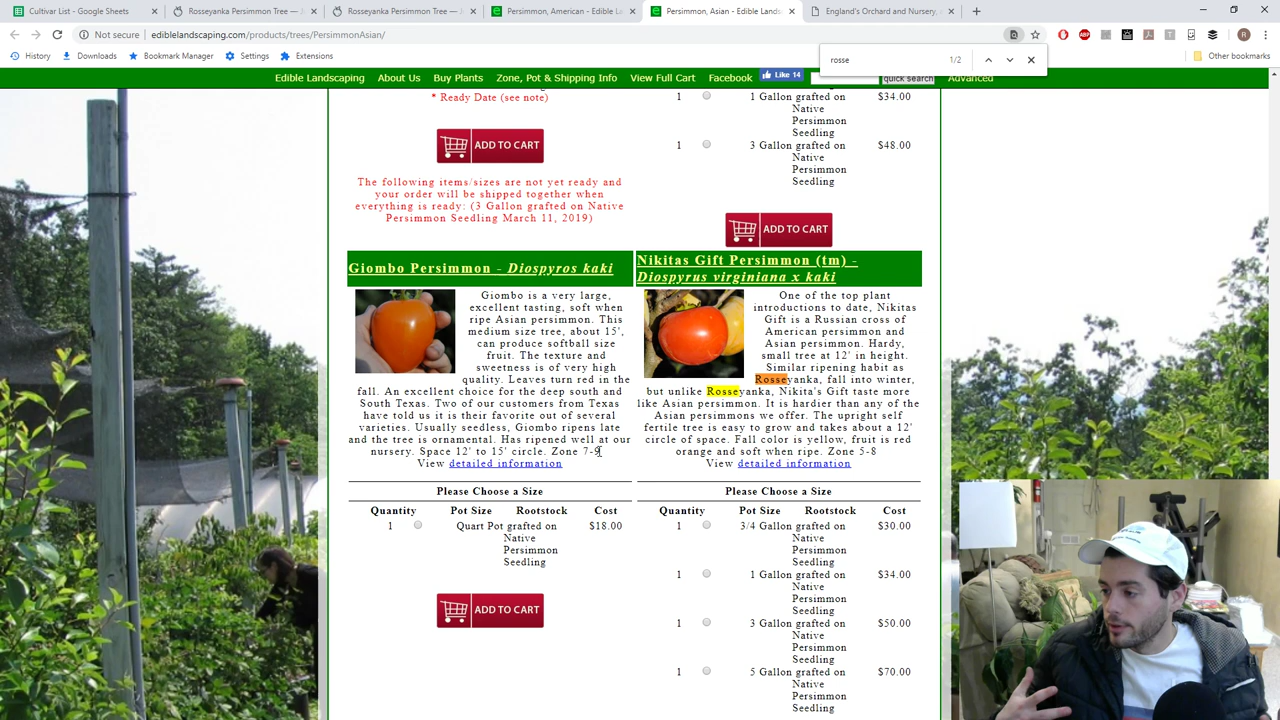 Cultivar List - Google Sheets
Rosseyanka Persimmon Tree — Ju
Rosseyanka Persimmon Tree — Ju
Persimmon, American - Edible La
Persimmon, Asian - Edible Lands
England's Orchard and Nursery, A
Not secure | ediblelandscaping.com/products/trees/PersimmonAsian/
History
Downloads
Bookmark Manager
Settings
Extensions
Other bookmarks
rosse
1/2
Edible Landscaping
About Us
Buy Plants
Zone, Pot & Shipping Info
View Full Cart
Facebook
Like 14
quick search
Advanced
* Ready Date (see note)
ADD TO CART
The following items/sizes are not yet ready and
your order will be shipped together when
everything is ready: (3 Gallon grafted on Native
Persimmon Seedling March 11, 2019)
1 1 Gallon grafted on $34.00
Native
Persimmon
Seedling
1 3 Gallon grafted on $48.00
Native
Persimmon
Seedling
ADD TO CART
Giombo Persimmon - Diospyros kaki
Giombo is a very large,
excellent tasting, soft when
ripe Asian persimmon. This
medium size tree, about 15',
can produce softball size
fruit. The texture and
sweetness is of very high
quality. Leaves turn red in the
fall. An excellent choice for the deep south and
South Texas. Two of our customers from Texas
have told us it is their favorite out of several
varieties. Usually seedless, Giombo ripens late
and the tree is ornamental. Has ripened well at our
nursery. Space 12' to 15' circle. Zone 7-9
View detailed information
Please Choose a Size
Quantity Pot Size Rootstock Cost
1 Quart Pot grafted on $18.00
Native
Persimmon
Seedling
ADD TO CART
Nikitas Gift Persimmon (tm) -
Diospyrus virginiana x kaki
One of the top plant
introductions to date, Nikitas
Gift is a Russian cross of
American persimmon and
Asian persimmon. Hardy,
small tree at 12' in height.
Similar ripening habit as
Rosseyanka, fall into winter,
but unlike Rosseyanka, Nikita's Gift taste more
like Asian persimmon. It is hardier than any of the
Asian persimmons we offer. The upright self
fertile tree is easy to grow and takes about a 12'
circle of space. Fall color is yellow, fruit is red
orange and soft when ripe. Zone 5-8
View detailed information
Please Choose a Size
Quantity Pot Size Rootstock Cost
1 3/4 Gallon grafted on $30.00
Native
Persimmon
Seedling
1 1 Gallon grafted on $34.00
Native
Persimmon
Seedling
1 3 Gallon grafted on $50.00
Native
Persimmon
Seedling
1 5 Gallon grafted on $70.00
Native
Persimmon
Seedling